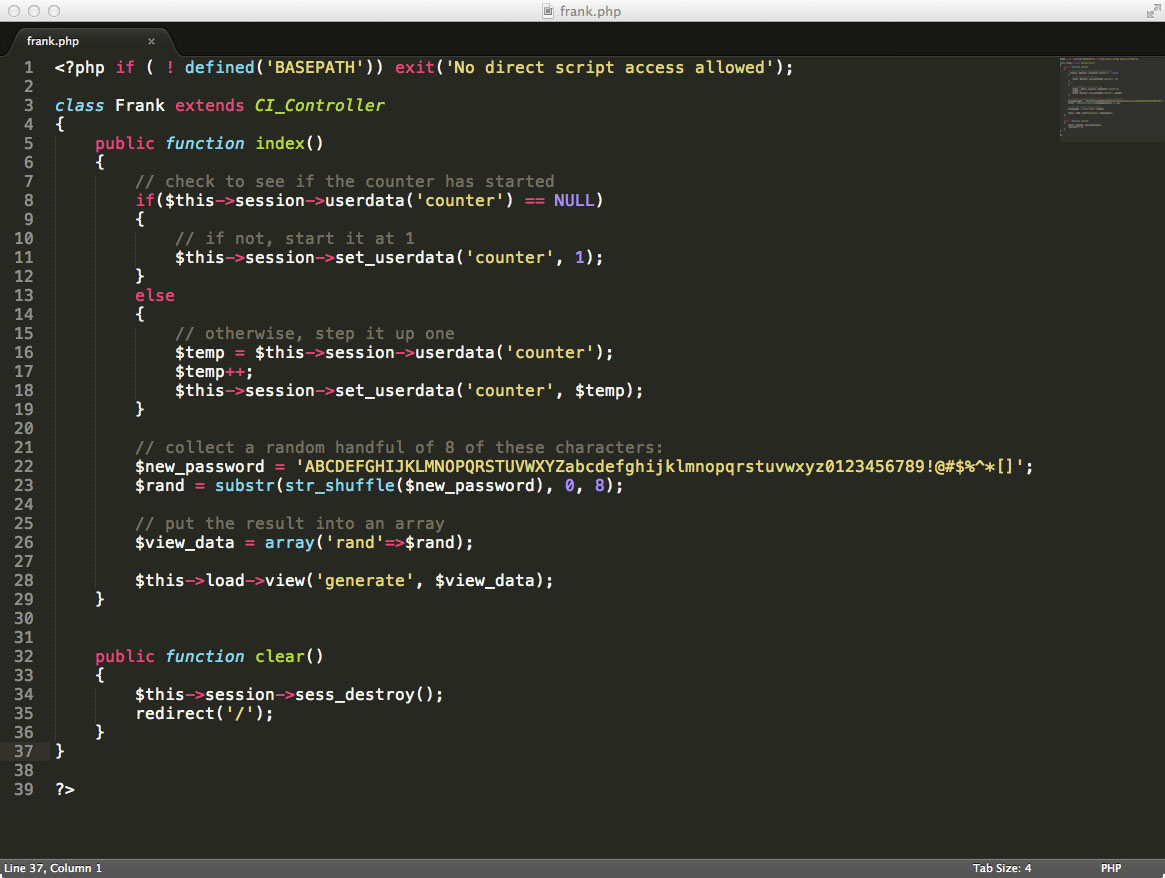 frank.php
frank.php ×
1 <?php if ( ! defined('BASEPATH')) exit('No direct script access allowed');
2
3 class Frank extends CI_Controller
4 {
5     public function index()
6     {
7         // check to see if the counter has started
8         if($this->session->userdata('counter') == NULL)
9         {
10             // if not, start it at 1
11             $this->session->set_userdata('counter', 1);
12         }
13         else
14         {
15             // otherwise, step it up one
16             $temp = $this->session->userdata('counter');
17             $temp++;
18             $this->session->set_userdata('counter', $temp);
19         }
20
21         // collect a random handful of 8 of these characters:
22         $new_password = 'ABCDEFGHIJKLMNOPQRSTUVWXYZabcdefghijklmnopqrstuvwxyz0123456789!@#$%^*[]';
23         $rand = substr(str_shuffle($new_password), 0, 8);
24
25         // put the result into an array
26         $view_data = array('rand'=>$rand);
27
28         $this->load->view('generate', $view_data);
29     }
30
31
32     public function clear()
33     {
34         $this->session->sess_destroy();
35         redirect('/');
36     }
37 }
38
39 ?>
Line 37, Column 1 Tab Size: 4 PHP